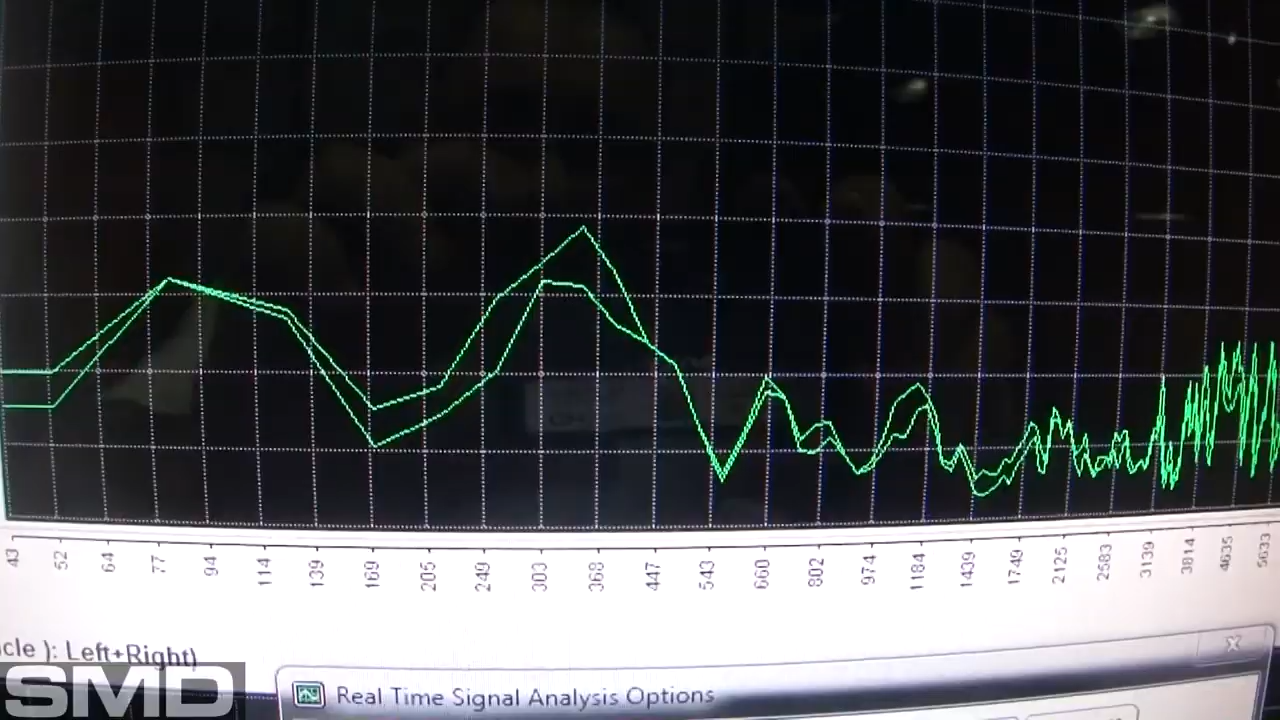 43 52 64 77 94 114 139 169 205 249 303 368 447 543 660 802 974 1184 1439 1749 2125 2583 3139 3814 4635 5633
cle ): Left+Right)
SMD
Real Time Signal Analysis Options